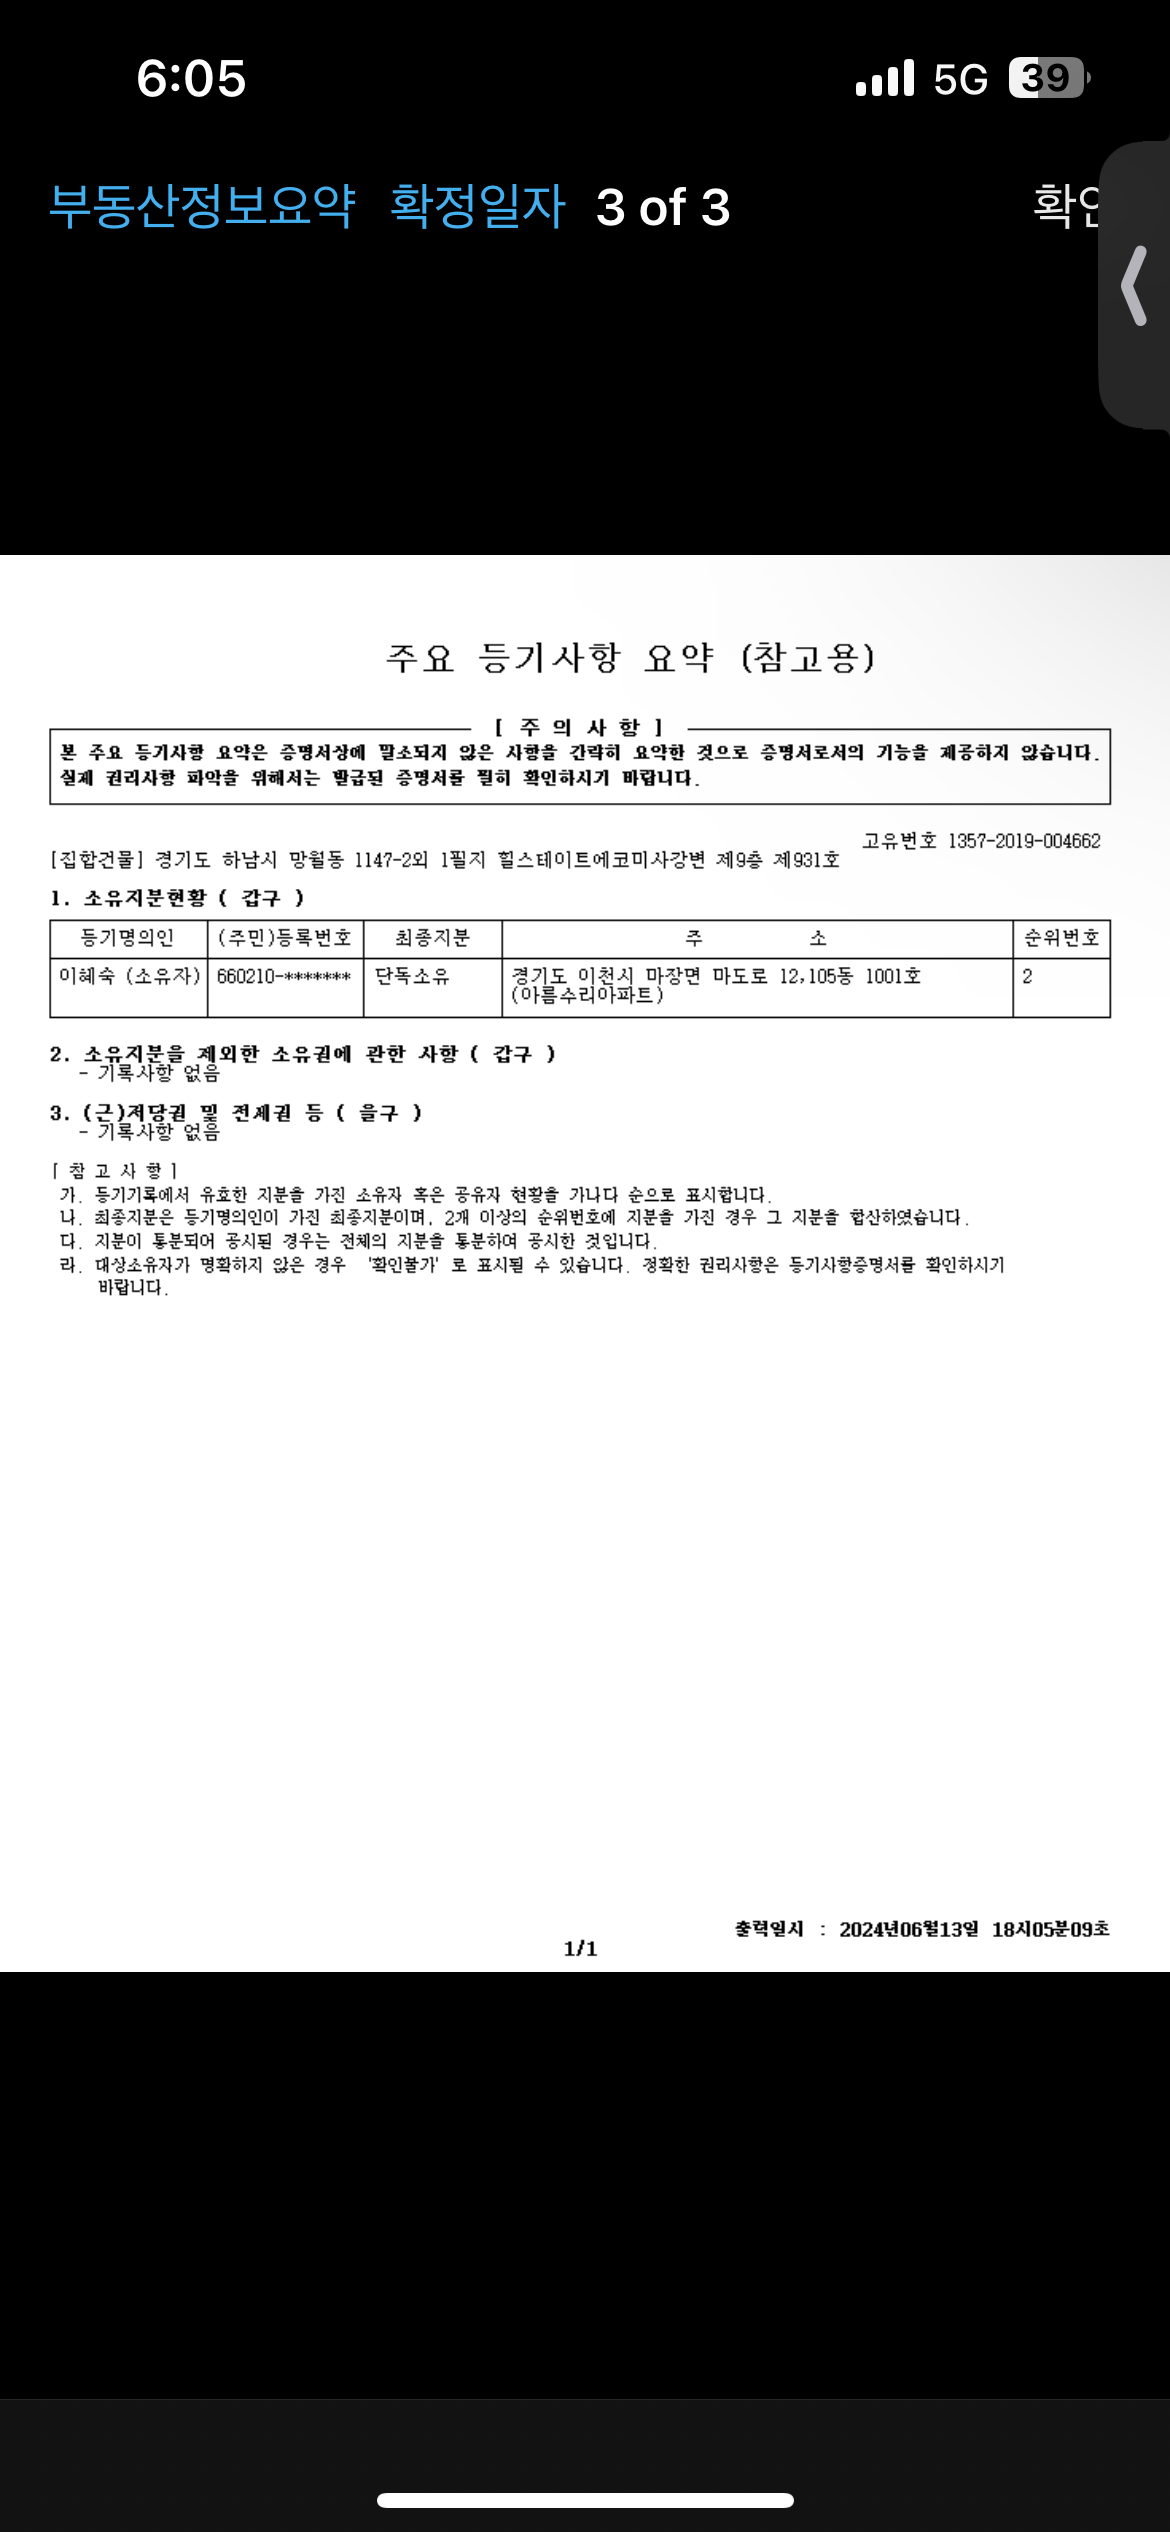 6:05
5G 39
부동산정보요약 확정일자 3 of 3
주요 등기사항 요약 (참고용)
[ 주 의 사 항 ]
본 주요 등기사항 요약은 증명서상에 말소되지 않은 사항을 간략히 요약한 것으로 증명서로서의 기능을 제공하지 않습니다.
실제 권리사항 파악을 위해서는 발급된 증명서를 필히 확인하시기 바랍니다.
고유번호 1357-2019-004662
[집합건물] 경기도 하남시 망월동 1147-2외 1필지 힐스테이트에코미사강변 제9층 제931호
1. 소유지분현황 ( 갑구 )
등기명의인 (주민)등록번호 최종지분 주 소 순위번호
이혜숙 (소유자) 660210-******* 단독소유 경기도 이천시 마장면 마도로 12,105동 1001호 2
(아름수리아파트)
2. 소유지분을 제외한 소유권에 관한 사항 ( 갑구 )
- 기록사항 없음
3. (근)저당권 및 전세권 등 ( 을구 )
- 기록사항 없음
[ 참 고 사 항 ]
가. 등기기록에서 유효한 지분을 가진 소유자 혹은 공유자 현황을 가나다 순으로 표시합니다.
나. 최종지분은 등기명의인이 가진 최종지분이며, 2개 이상의 순위번호에 지분을 가진 경우 그 지분을 합산하였습니다.
다. 지분이 통분되어 공시된 경우는 전체의 지분을 통분하여 공시한 것입니다.
라. 대상소유자가 명확하지 않은 경우 '확인불가' 로 표시될 수 있습니다. 정확한 권리사항은 등기사항증명서를 확인하시기
바랍니다.
출력일시 : 2024년06월13일 18시05분09초
1/1